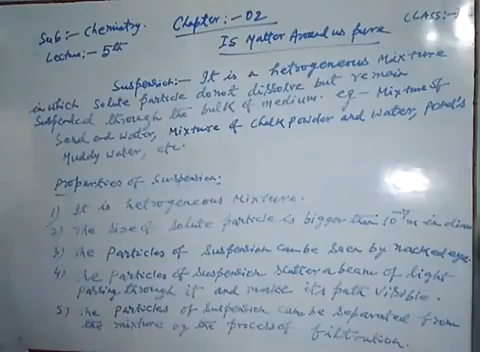 Sub:- Chemistry. Chapter:- 02 (CLASS:-
Lecture:- 5th Is Matter Around us pure
Suspension:- It is a hetrogeneous Mixture
in which solute particle do not dissolve but remain
Suspended through the bulk of medium. eg- Mixture of
Sand and water, Mixture of Chalk powder and water, pond's
Muddy water, etc.
Properties of Suspension:
1) It is hetrogeneous Mixture.
2) The size of solute particle is bigger than 10⁻⁷m in diam
3) The Particles of Suspension can be seen by nacked eye.
4) The Particles of Suspension scatter a beam of light
passing through it and make its path visible.
5) The particles of Suspension can be separated from
the mixture by the process of filtration.